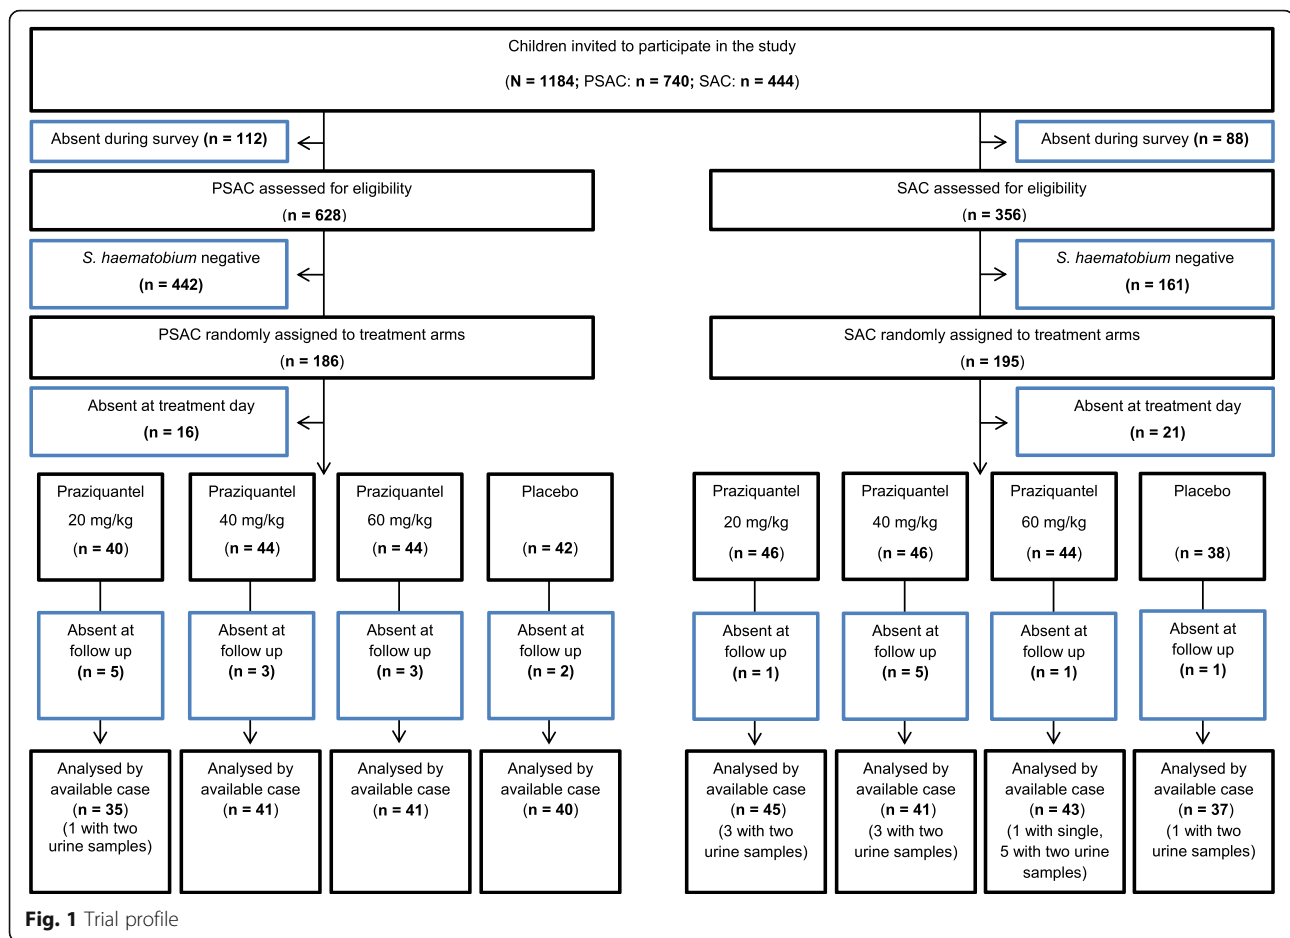 Children invited to participate in the study
(N = 1184; PSAC: n = 740; SAC: n = 444)
Absent during survey (n = 112)
Absent during survey (n = 88)
PSAC assessed for eligibility
(n = 628)
SAC assessed for eligibility
(n = 356)
S. haematobium negative
(n = 442)
S. haematobium negative
(n = 161)
PSAC randomly assigned to treatment arms
(n = 186)
SAC randomly assigned to treatment arms
(n = 195)
Absent at treatment day
(n = 16)
Absent at treatment day
(n = 21)
Praziquantel
20 mg/kg
(n = 40)
Praziquantel
40 mg/kg
(n = 44)
Praziquantel
60 mg/kg
(n = 44)
Placebo
(n = 42)
Praziquantel
20 mg/kg
(n = 46)
Praziquantel
40 mg/kg
(n = 46)
Praziquantel
60 mg/kg
(n = 44)
Placebo
(n = 38)
Absent at
follow up
(n = 5)
Absent at
follow up
(n = 3)
Absent at
follow up
(n = 3)
Absent at
follow up
(n = 2)
Absent at
follow up
(n = 1)
Absent at
follow up
(n = 5)
Absent at
follow up
(n = 1)
Absent at
follow up
(n = 1)
Analysed by
available case
(n = 35)
(1 with two
urine samples)
Analysed by
available case
(n = 41)
Analysed by
available case
(n = 41)
Analysed by
available case
(n = 40)
Analysed by
available case
(n = 45)
(3 with two
urine samples)
Analysed by
available case
(n = 41)
(3 with two
urine samples)
Analysed by
available case
(n = 43)
(1 with single,
5 with two urine
samples)
Analysed by
available case
(n = 37)
(1 with two
urine samples)
Fig. 1 Trial profile